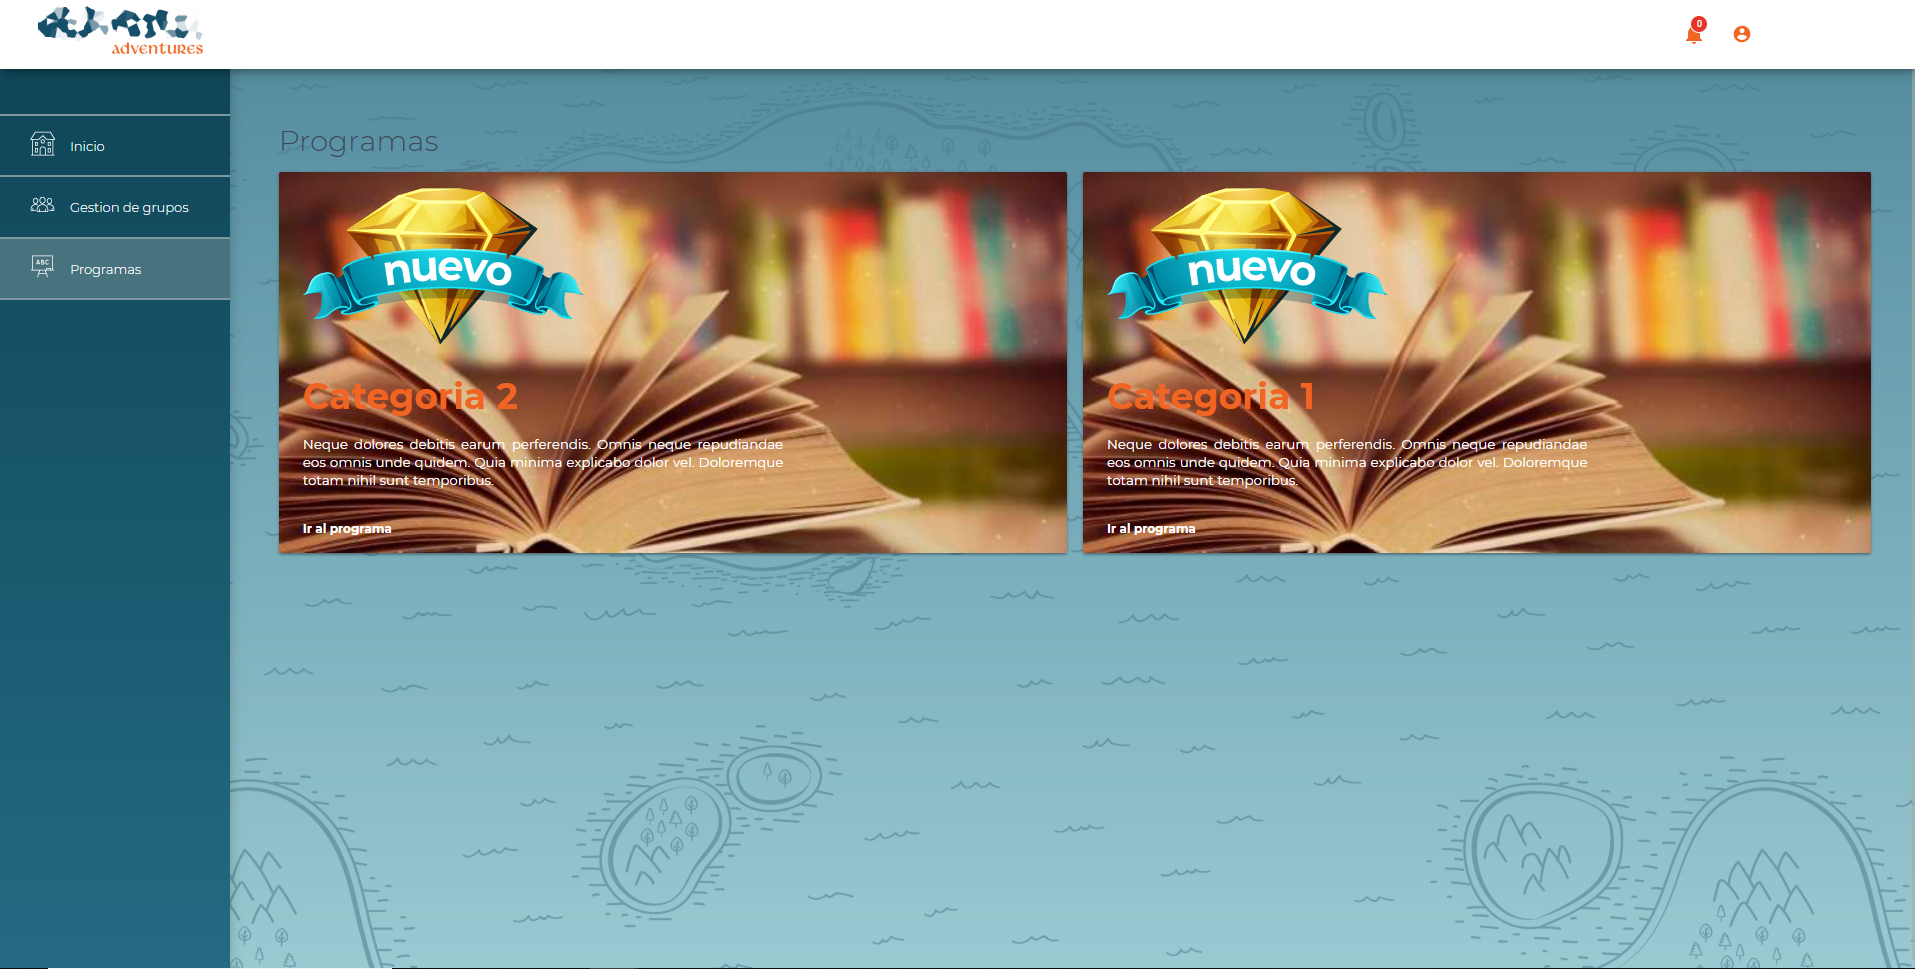 adventures
0
Inicio
Gestion de grupos
ABC
Programas
Programas
nuevo
Categoria 2
Neque dolores debitis earum perferendis. Omnis neque repudiandae
eos omnis unde quidem. Quia minima explicabo dolor vel. Doloremque
totam nihil sunt temporibus.
Ir al programa
nuevo
Categoria 1
Neque dolores debitis earum perferendis. Omnis neque repudiandae
eos omnis unde quidem. Quia minima explicabo dolor vel. Doloremque
totam nihil sunt temporibus.
Ir al programa